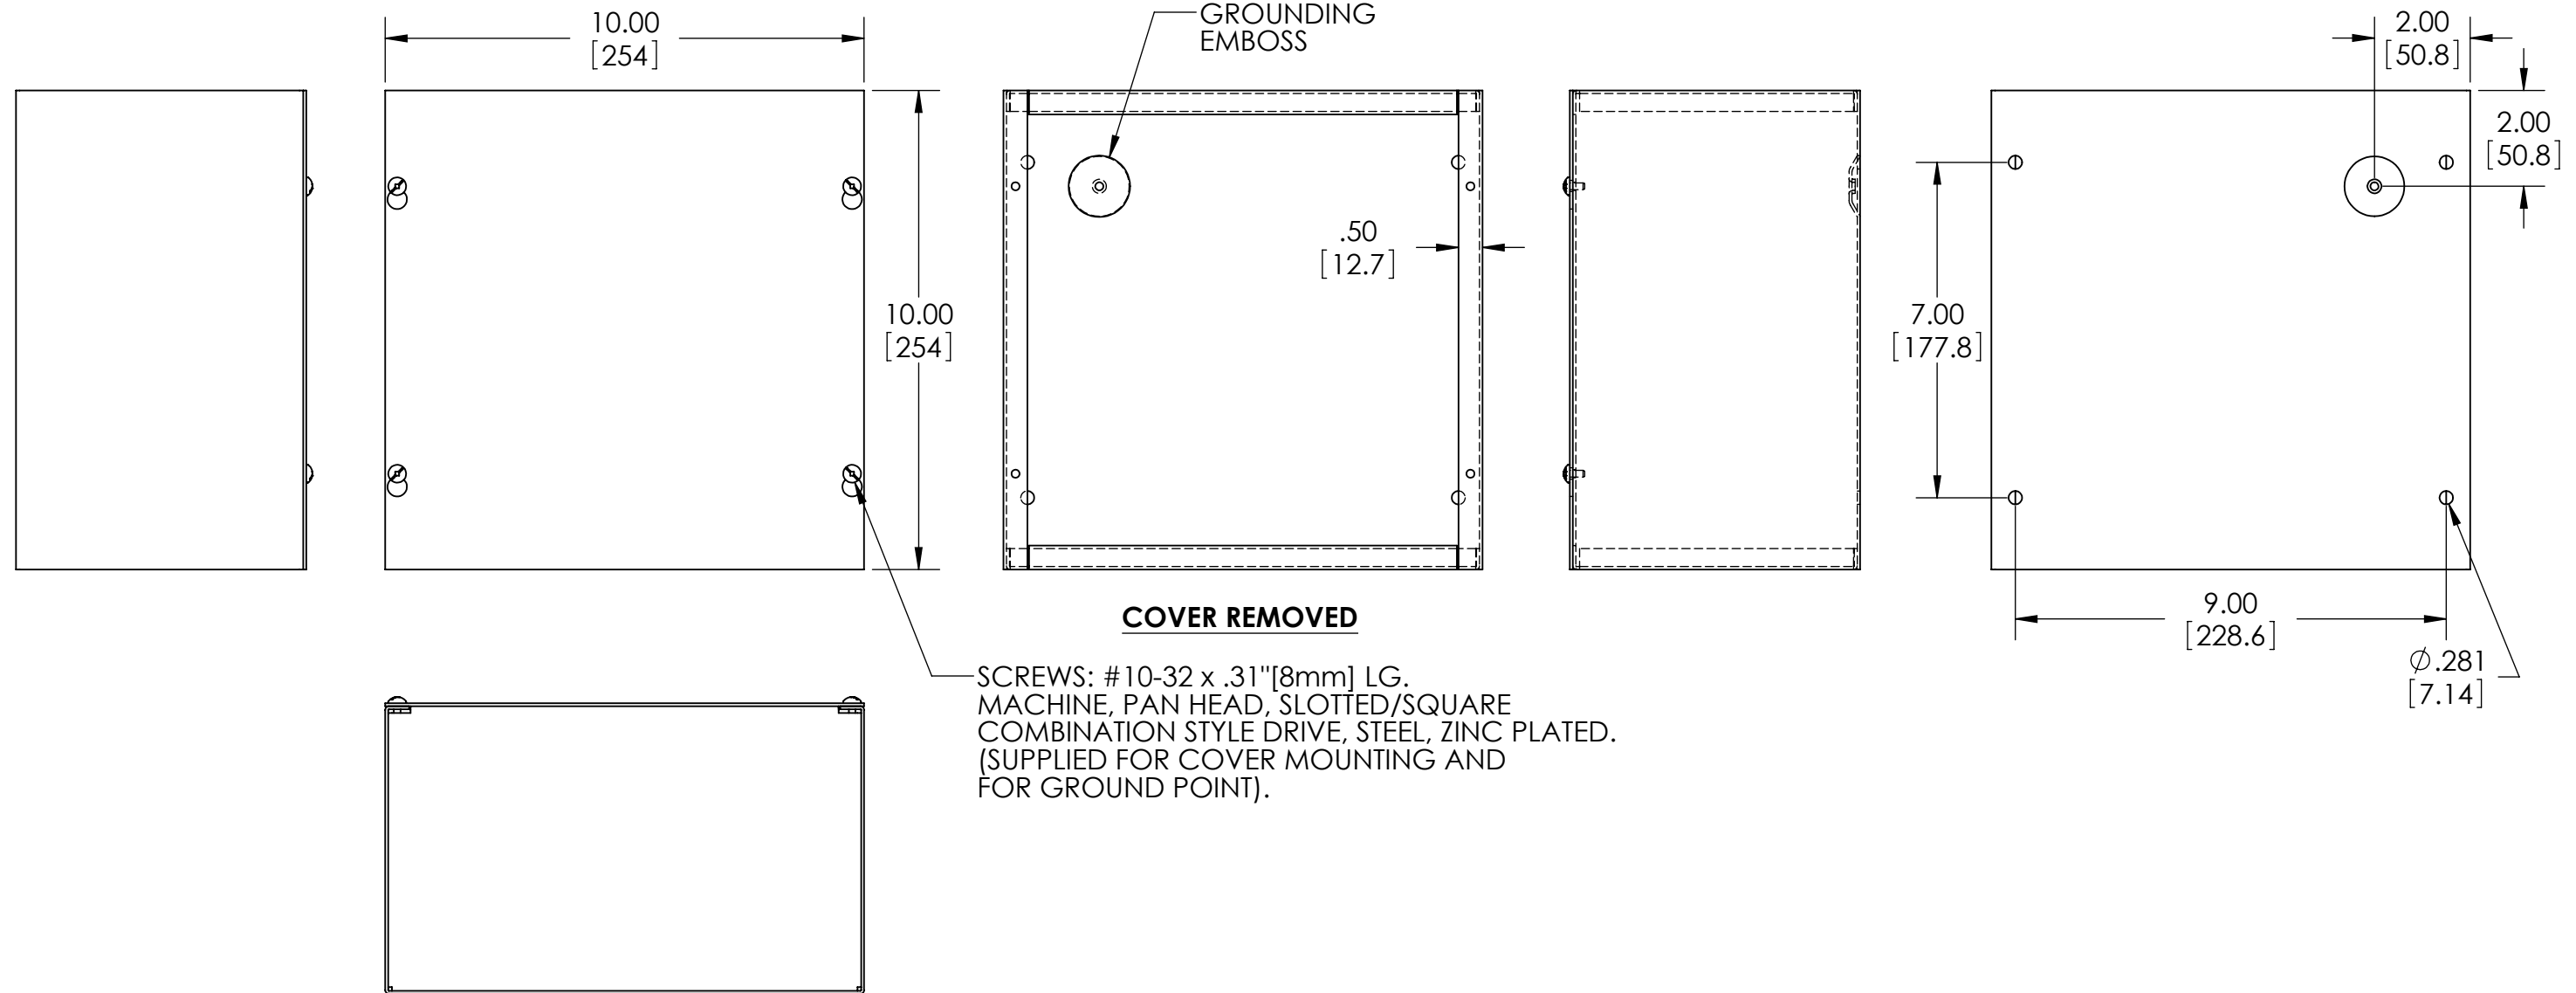 10.00
[254]
GROUNDING
EMBOSS
2.00
[50.8]
2.00
[50.8]
.50
[12.7]
10.00
[254]
7.00
[177.8]
COVER REMOVED
9.00
[228.6]
∅.281
[7.14]
SCREWS: #10-32 x .31"[8mm] LG.
MACHINE, PAN HEAD, SLOTTED/SQUARE
COMBINATION STYLE DRIVE, STEEL, ZINC PLATED.
(SUPPLIED FOR COVER MOUNTING AND
FOR GROUND POINT).